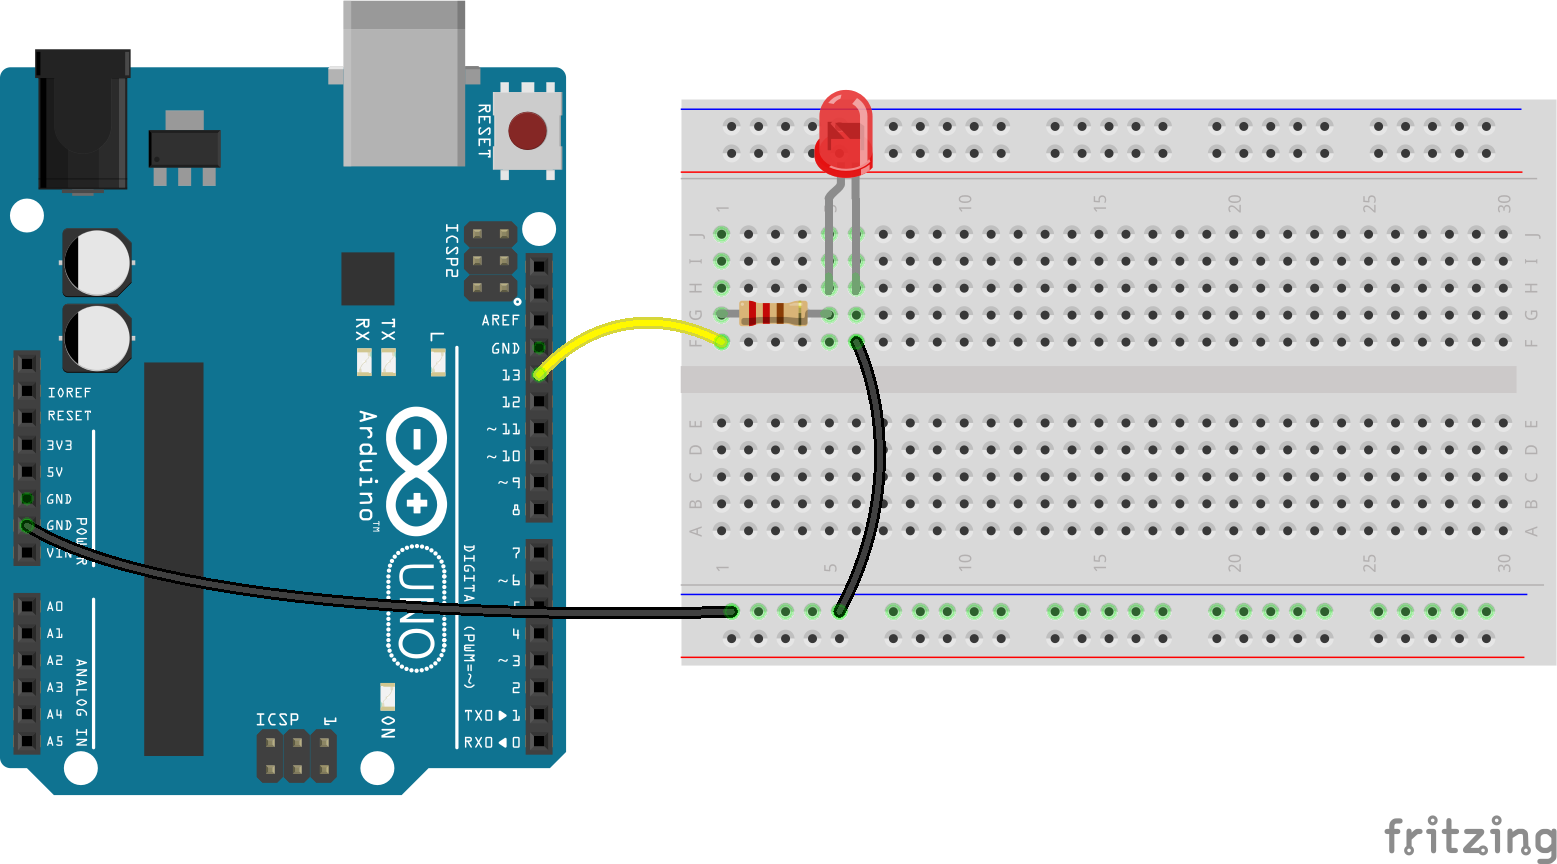 RESET
ICSP2
AREF
GND
RX
TX
L
13
12
~11
~10
~9
8
IOREF
RESET
3V3
5V
GND
GND
VIN
POWER
Arduino™
UNO
7
~6
5
4
~3
2
TX0▶1
RX0◀0
DIGITAL (PWM=~)
A0
A1
A2
A3
A4
A5
ANALOG IN
ICSP
1
ON
1 5 10 15 20 25 30
J J
I I
H H
G G
F F
E E
D D
C C
B B
A A
1 5 10 15 20 25 30
fritzing